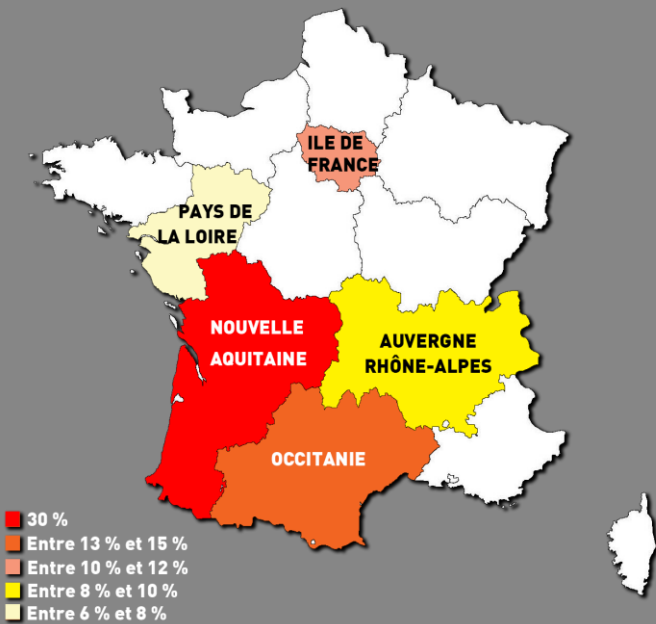 ILE DE
FRANCE
PAYS DE
LA LOIRE
NOUVELLE
AQUITAINE
AUVERGNE
RHÔNE-ALPES
OCCITANIE
30 %
Entre 13 % et 15 %
Entre 10 % et 12 %
Entre 8 % et 10 %
Entre 6 % et 8 %